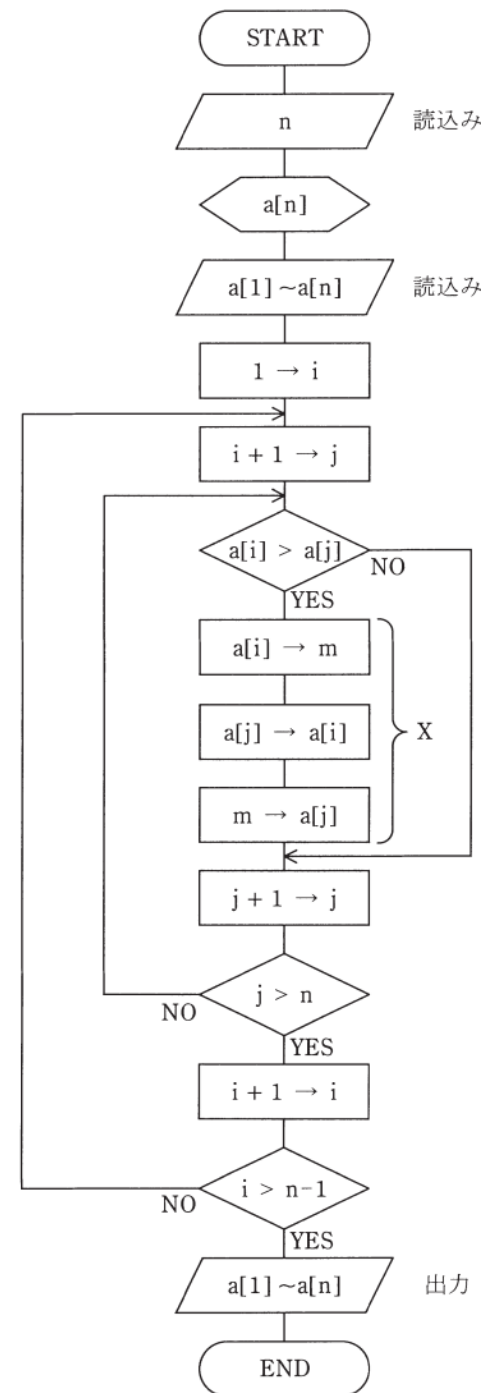 START
n 読込み
a[n]
a[1]~a[n] 読込み
1 → i
i + 1 → j
a[i] > a[j]
NO
YES
a[i] → m
a[j] → a[i]
X
m → a[j]
j + 1 → j
j > n
NO
YES
i + 1 → i
i > n-1
NO
YES
a[1]~a[n] 出力
END